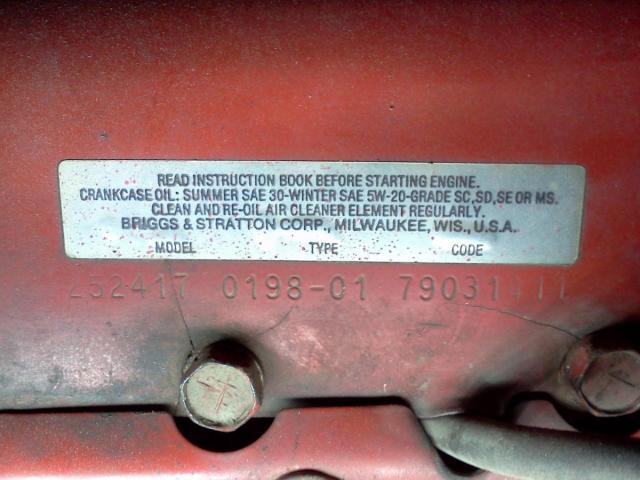 READ INSTRUCTION BOOK BEFORE STARTING ENGINE.
CRANKCASE OIL: SUMMER SAE 30-WINTER SAE 5W-20-GRADE SC,SD,SE OR MS.
CLEAN AND RE-OIL AIR CLEANER ELEMENT REGULARLY.
BRIGGS & STRATTON CORP., MILWAUKEE, WIS., U.S.A.
MODEL TYPE CODE
0198-01